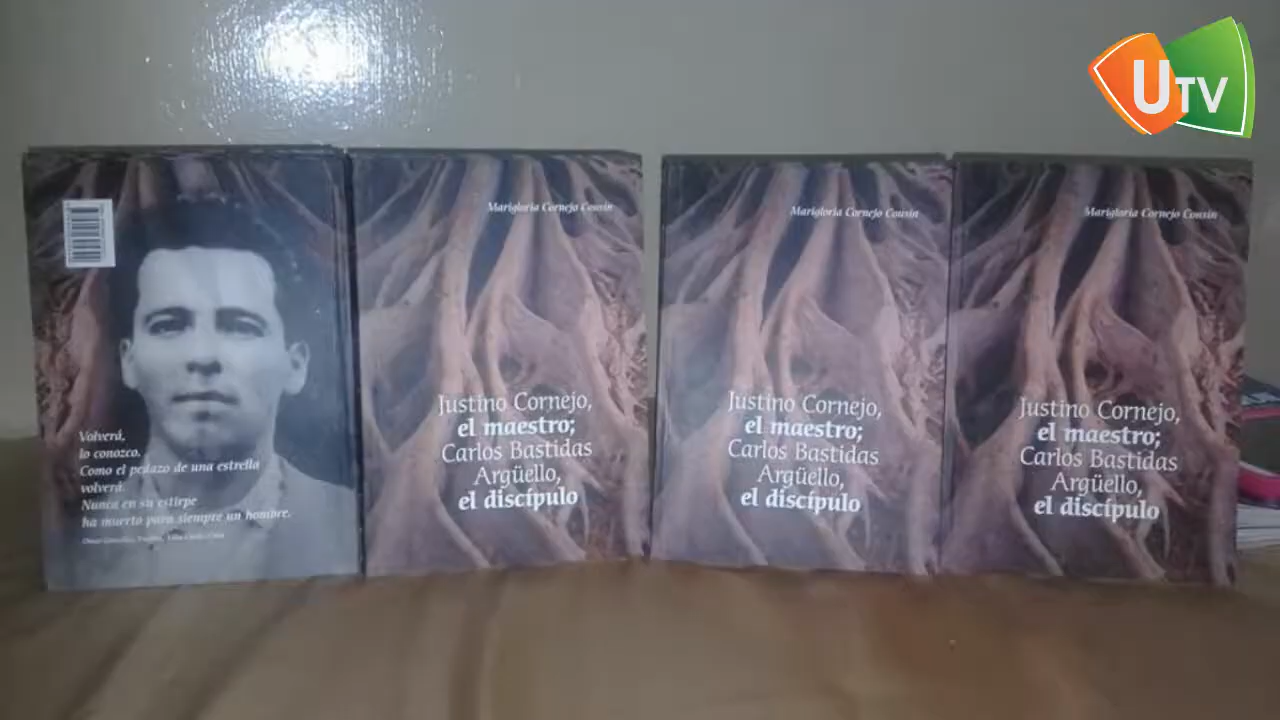 UTV
Volverá,
lo conozco.
Como el pedazo de una estrella
volverá.
Nunca en su estirpe
ha muerto para siempre un hombre.
Marigloria Cornejo Cousin
Justino Cornejo,
el maestro;
Carlos Bastidas
Argüello,
el discípulo
Marigloria Cornejo Cousin
Justino Cornejo,
el maestro;
Carlos Bastidas
Argüello,
el discípulo
Marigloria Cornejo Cousin
Justino Cornejo,
el maestro;
Carlos Bastidas
Argüello,
el discípulo